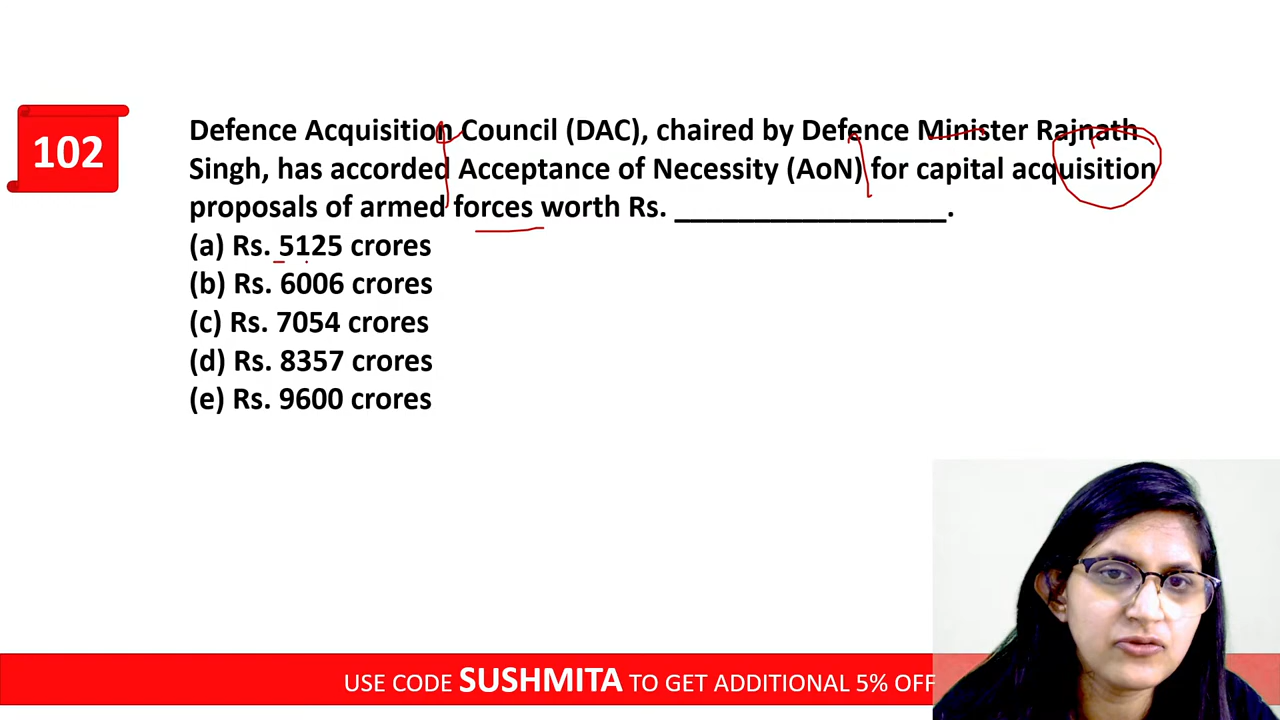 102
Defence Acquisition Council (DAC), chaired by Defence Minister Rajnath
Singh, has accorded Acceptance of Necessity (AoN) for capital acquisition
proposals of armed forces worth Rs. __________________.
(a) Rs. 5125 crores
(b) Rs. 6006 crores
(c) Rs. 7054 crores
(d) Rs. 8357 crores
(e) Rs. 9600 crores
USE CODE SUSHMITA TO GET ADDITIONAL 5% OFF